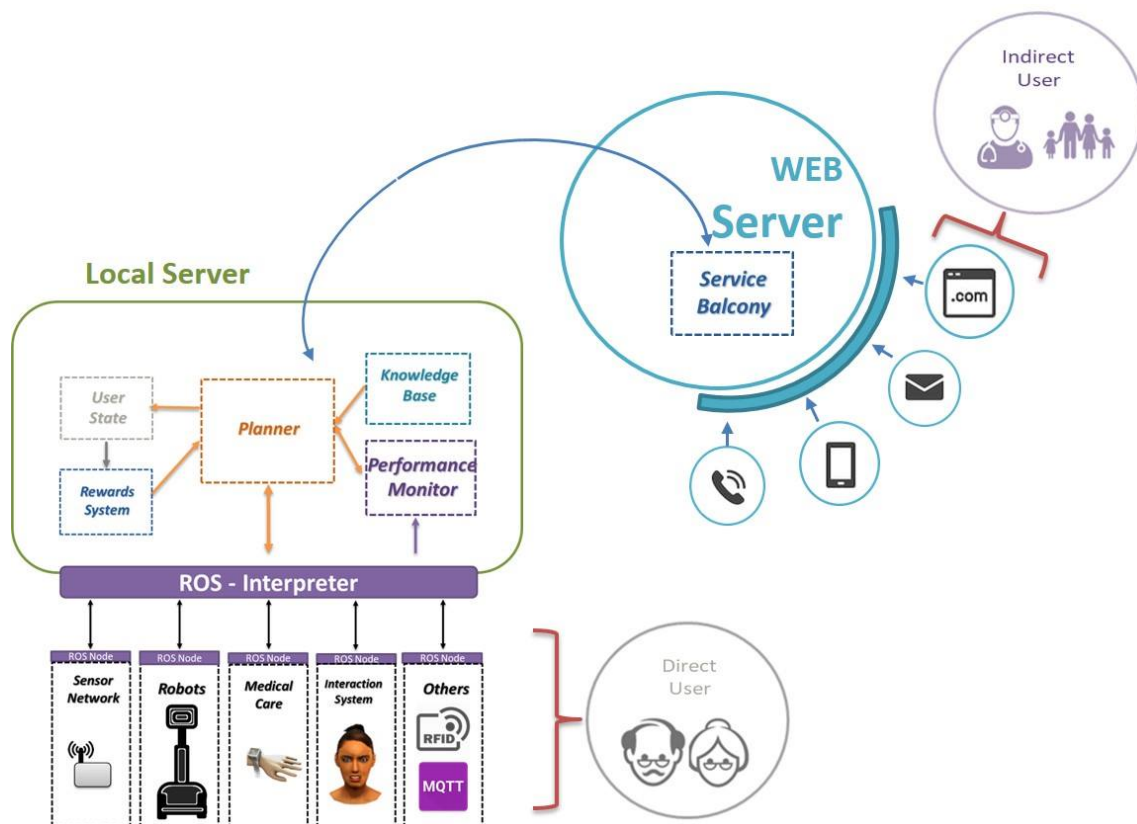 Indirect
User
WEB
Server
Service
Balcony
.com
Local Server
User
State
Planner
Knowledge
Base
Rewards
System
Performance
Monitor
ROS - Interpreter
ROS Node
Sensor
Network
ROS Node
Robots
ROS Node
Medical
Care
ROS Node
Interaction
System
ROS Node
Others
RFID
MQTT
Direct
User